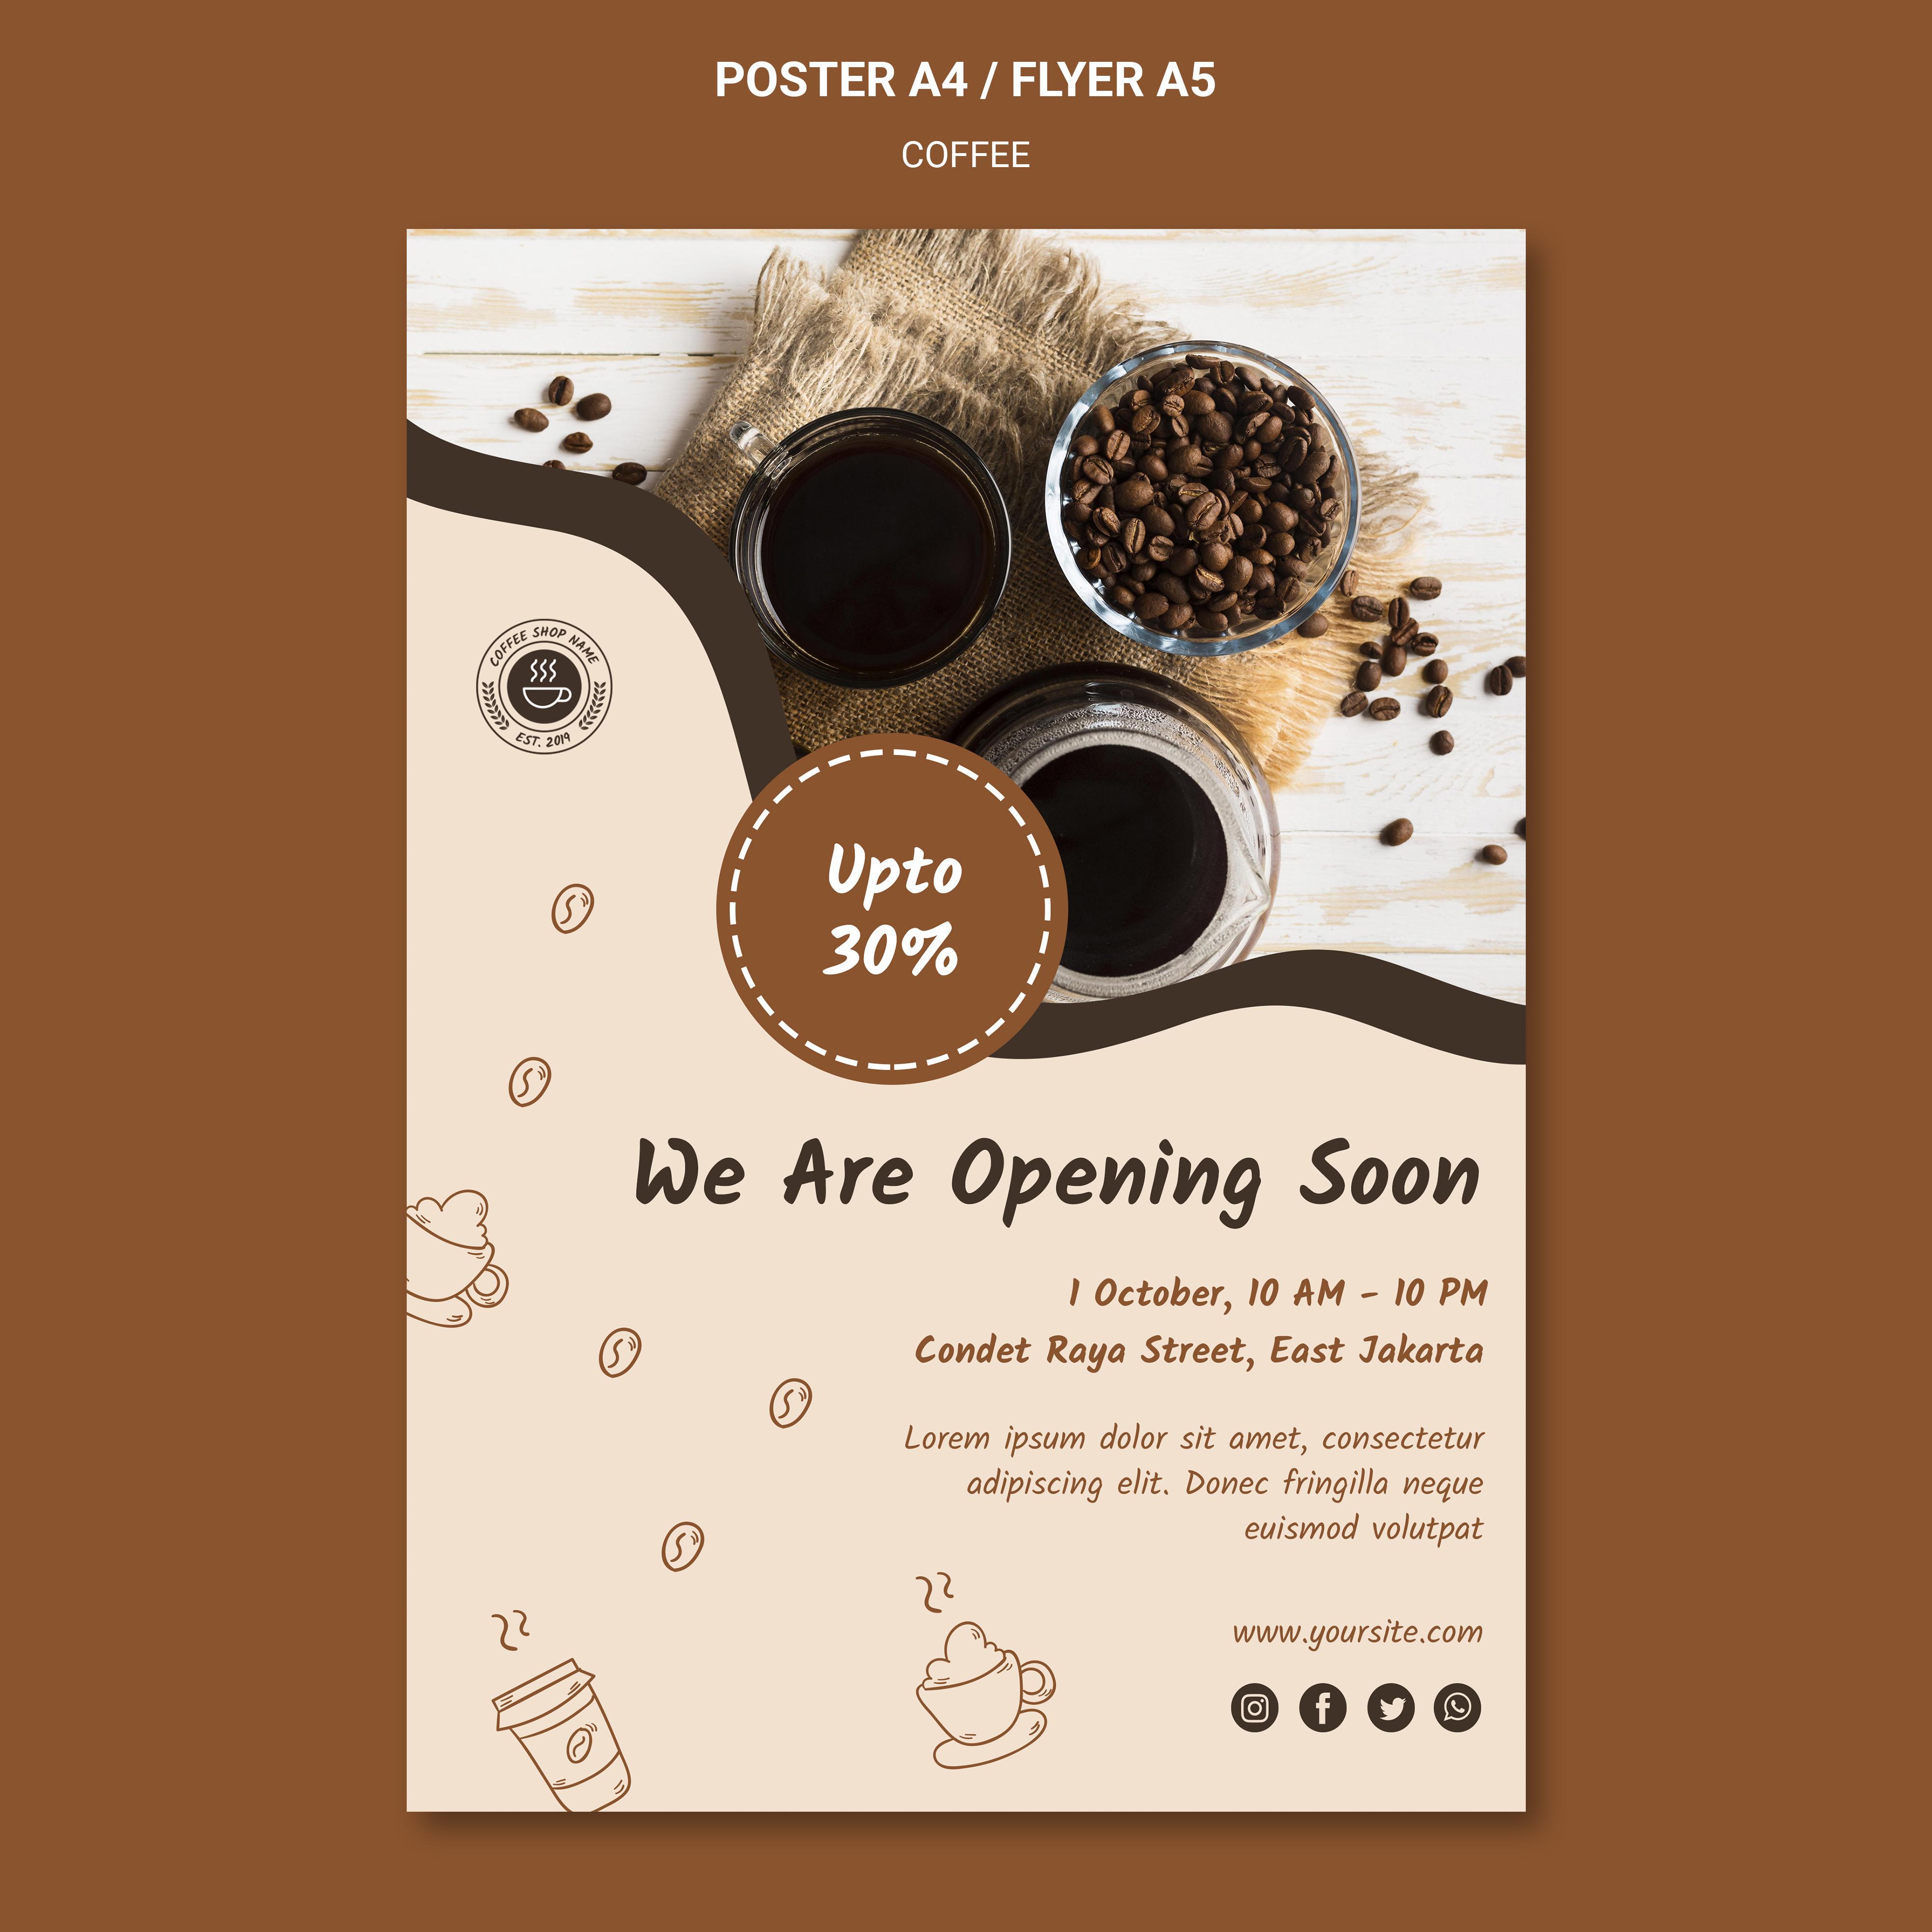 POSTER A4 / FLYER A5
COFFEE
COFFEE SHOP NAME
EST. 2019
Upto
30%
We Are Opening Soon
1 October, 10 AM - 10 PM
Condet Raya Street, East Jakarta
Lorem ipsum dolor sit amet, consectetur
adipiscing elit. Donec fringilla neque
euismod volutpat
www.yoursite.com